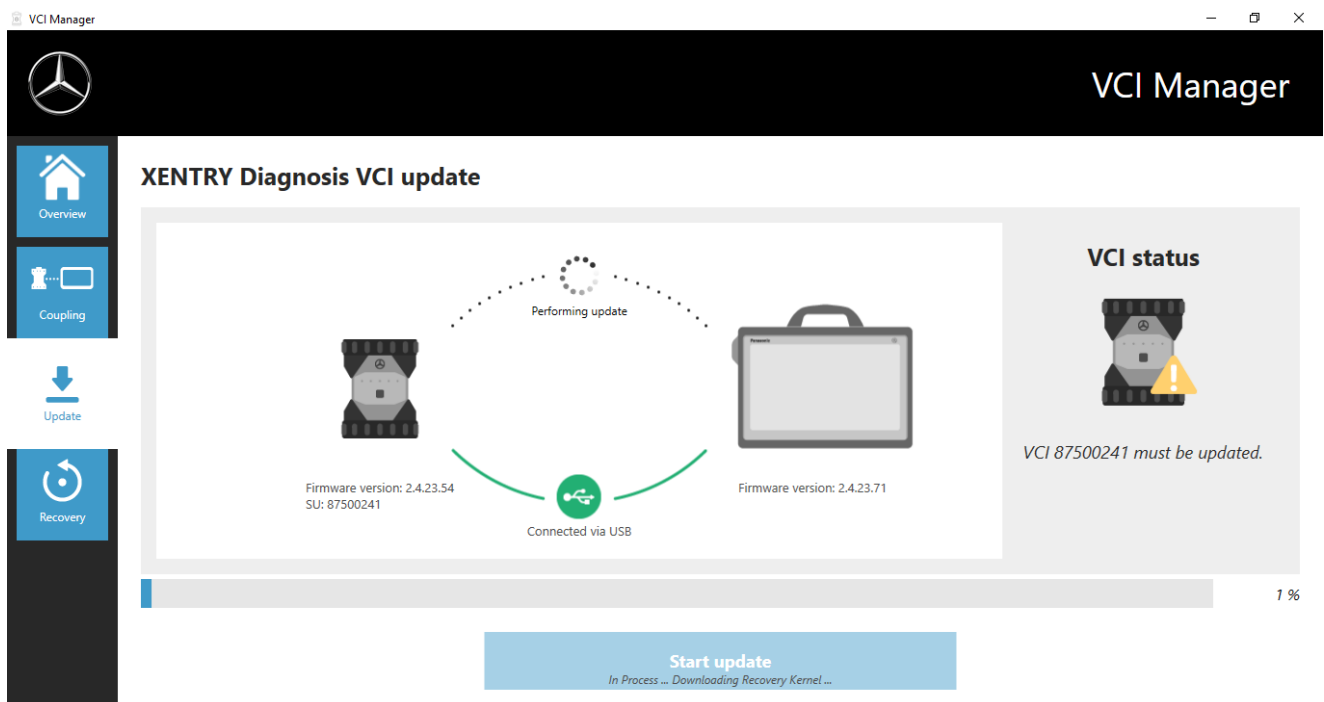 VCI Manager
VCI Manager
Overview
Coupling
Update
Recovery
XENTRY Diagnosis VCI update
Performing update
Firmware version: 2.4.23.54
SU: 87500241
Connected via USB
Firmware version: 2.4.23.71
VCI status
VCI 87500241 must be updated.
1 %
Start update
In Process ... Downloading Recovery Kernel ...